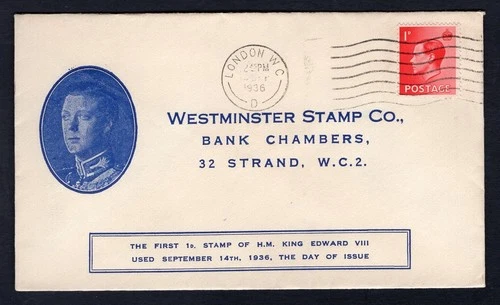 LONDON W.C.
PM
1936
D
1D
POSTAGE
WESTMINSTER STAMP CO.,
BANK CHAMBERS,
32 STRAND, W.C.2.
THE FIRST 1D. STAMP OF H.M. KING EDWARD VIII
USED SEPTEMBER 14TH, 1936, THE DAY OF ISSUE